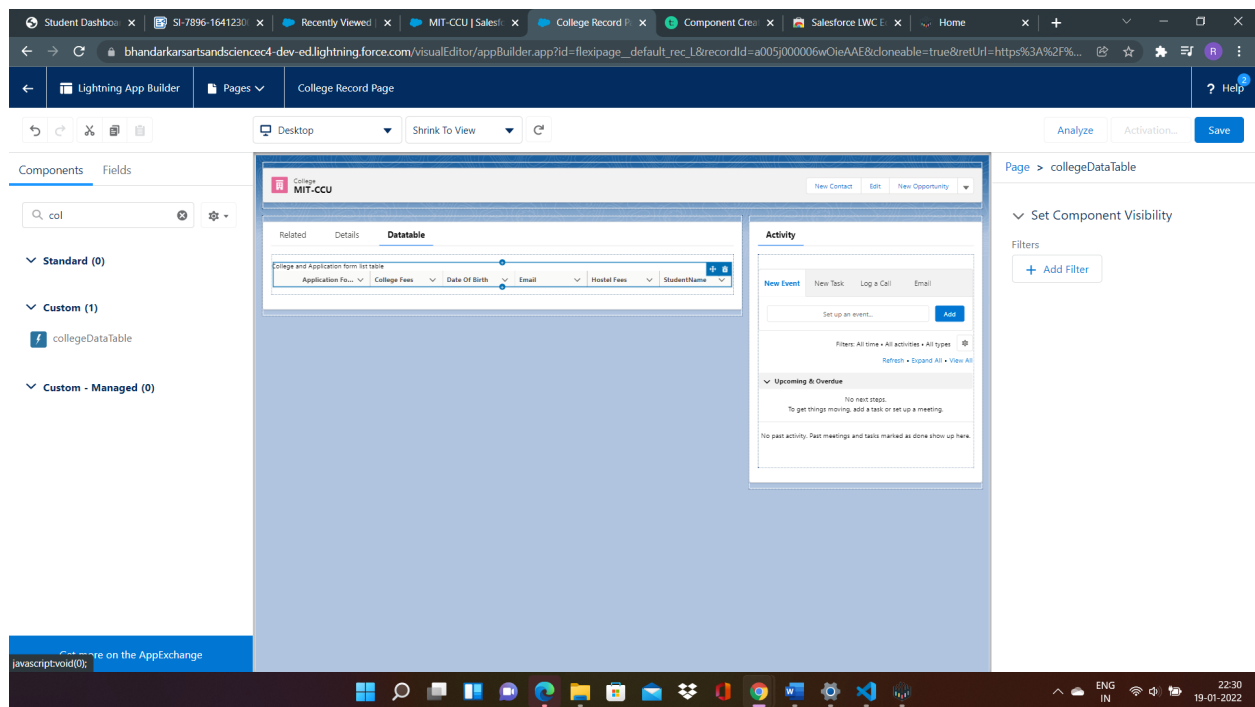 Student Dashboa
SI-7896-1641230
Recently Viewed
MIT-CCU | Salesf
College Record P
Component Crea
Salesforce LWC E
Home
bhandarkarsartsandsciencec4-dev-ed.lightning.force.com/visualEditor/appBuilder.app?id=flexipage__default_rec_L&recordId=a005j000006wOieAAE&cloneable=true&retUrl=https%3A%2F%...
R
Lightning App Builder
Pages
College Record Page
? Help
2
Desktop
Shrink To View
Analyze
Activation...
Save
Components
Fields
Page > collegeDataTable
col
Standard (0)
Custom (1)
collegeDataTable
Custom - Managed (0)
Get more on the AppExchange
javascript:void(0);
College
MIT-CCU
New Contact
Edit
New Opportunity
Related
Details
Datatable
College and Application form list table
Application Fo...
College Fees
Date Of Birth
Email
Hostel Fees
StudentName
Activity
New Event
New Task
Log a Call
Email
Set up an event...
Add
Filters: All time • All activities • All types
Refresh • Expand All • View All
Upcoming & Overdue
No next steps.
To get things moving, add a task or set up a meeting.
No past activity. Past meetings and tasks marked as done show up here.
Set Component Visibility
Filters
+ Add Filter
ENG
IN
22:30
19-01-2022